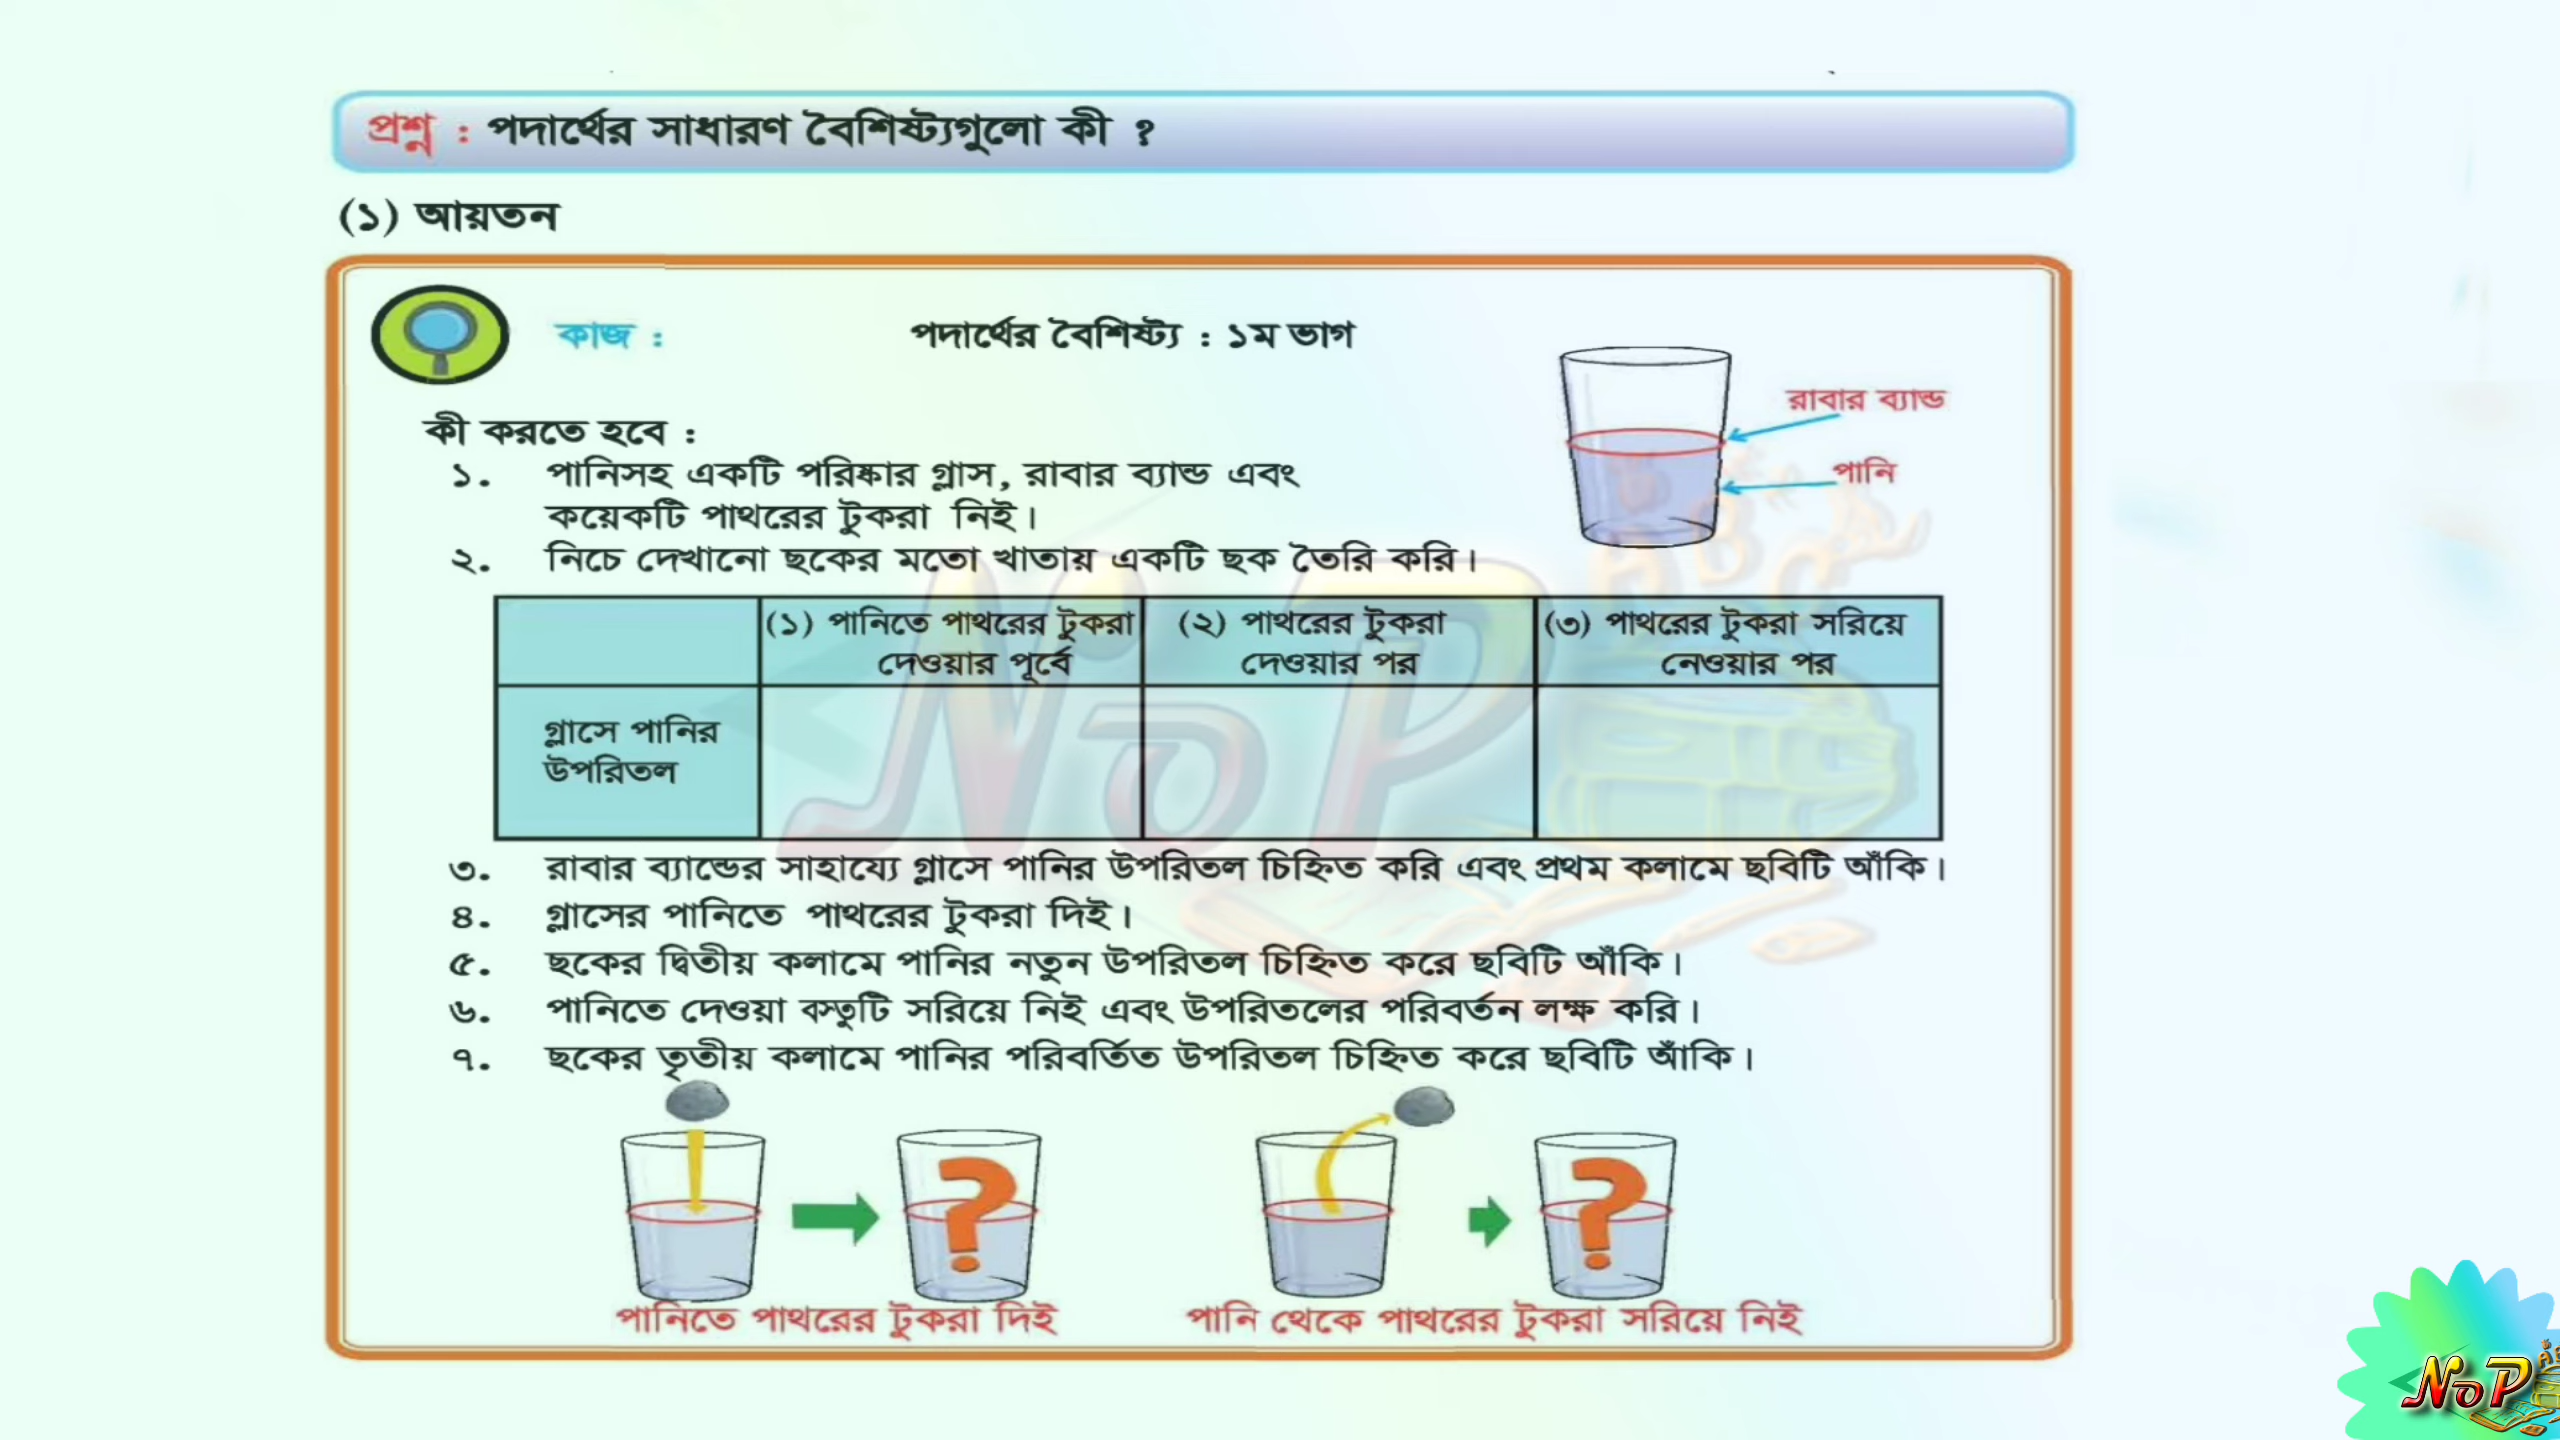 প্রশ্ন : পদার্থের সাধারণ বৈশিষ্ট্যগুলো কী ?
(১) আয়তন
কাজ :
পদার্থের বৈশিষ্ট্য : ১ম ভাগ
রাবার ব্যান্ড
পানি
কী করতে হবে :
১. পানিসহ একটি পরিষ্কার গ্লাস, রাবার ব্যান্ড এবং
কয়েকটি পাথরের টুকরা নিই।
২. নিচে দেখানো ছকের মতো খাতায় একটি ছক তৈরি করি।
(১) পানিতে পাথরের টুকরা
দেওয়ার পূর্বে
(২) পাথরের টুকরা
দেওয়ার পর
(৩) পাথরের টুকরা সরিয়ে
নেওয়ার পর
গ্লাসে পানির
উপরিতল
৩. রাবার ব্যান্ডের সাহায্যে গ্লাসে পানির উপরিতল চিহ্নিত করি এবং প্রথম কলামে ছবিটি আঁকি।
৪. গ্লাসের পানিতে পাথরের টুকরা দিই।
৫. ছকের দ্বিতীয় কলামে পানির নতুন উপরিতল চিহ্নিত করে ছবিটি আঁকি।
৬. পানিতে দেওয়া বস্তুটি সরিয়ে নিই এবং উপরিতলের পরিবর্তন লক্ষ করি।
৭. ছকের তৃতীয় কলামে পানির পরিবর্তিত উপরিতল চিহ্নিত করে ছবিটি আঁকি।
?
?
পানিতে পাথরের টুকরা দিই
পানি থেকে পাথরের টুকরা সরিয়ে নিই
NoP